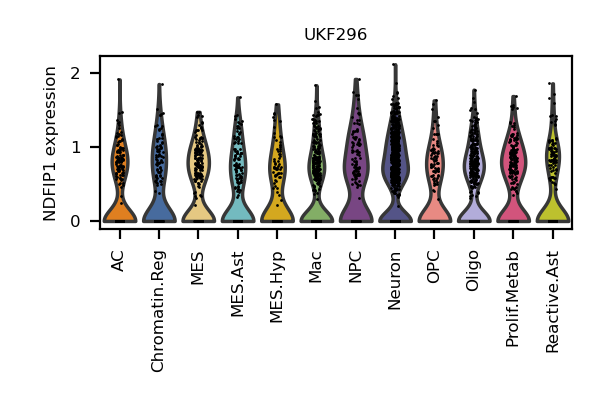 UKF296
NDFIP1 expression
2
1
0
AC
Chromatin.Reg
MES
MES.Ast
MES.Hyp
Mac
NPC
Neuron
OPC
Oligo
Prolif.Metab
Reactive.Ast